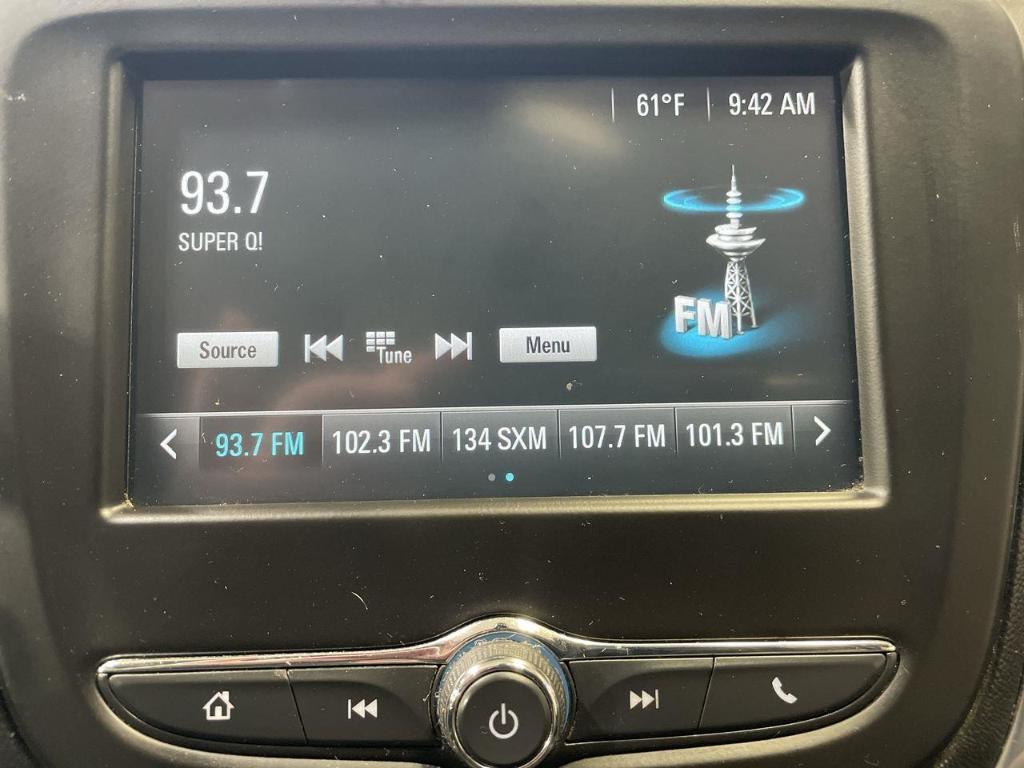 61°F 9:42 AM
93.7
SUPER Q!
FM
Source Tune Menu
93.7 FM 102.3 FM 134 SXM 107.7 FM 101.3 FM